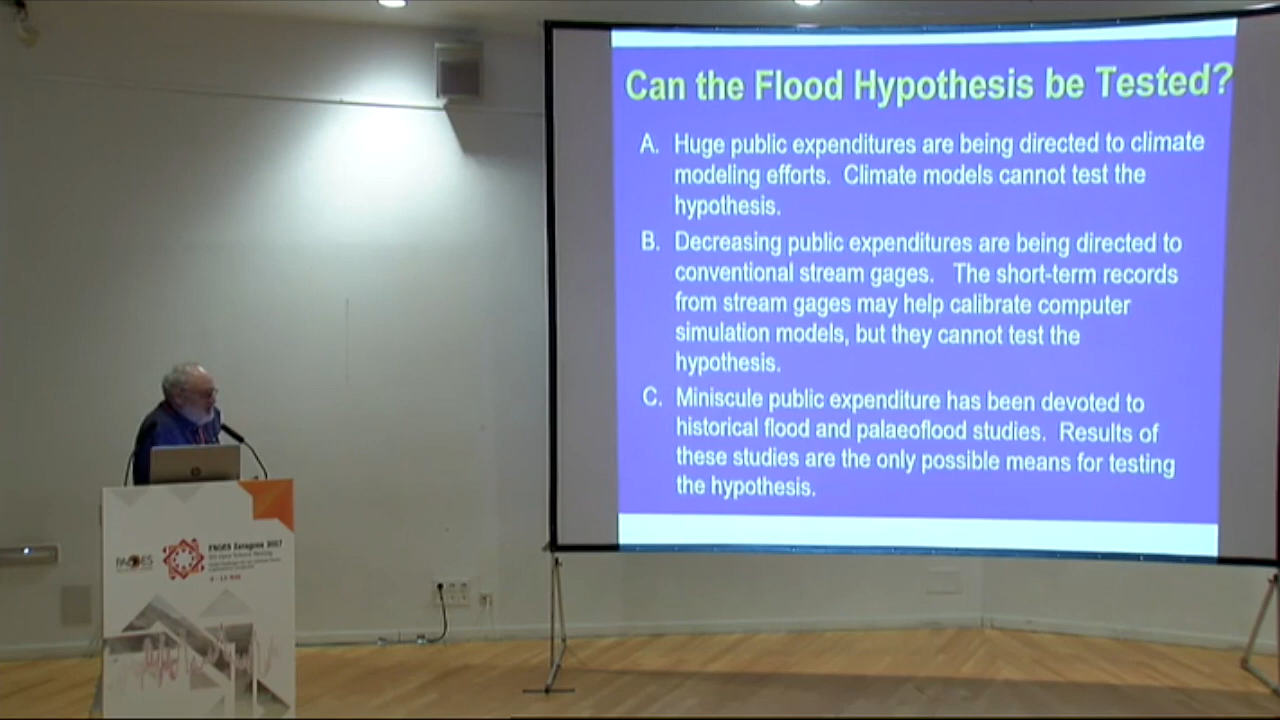 Can the Flood Hypothesis be Tested?
A. Huge public expenditures are being directed to climate
modeling efforts. Climate models cannot test the
hypothesis.
B. Decreasing public expenditures are being directed to
conventional stream gages. The short-term records
from stream gages may help calibrate computer
simulation models, but they cannot test the
hypothesis.
C. Miniscule public expenditure has been devoted to
historical flood and palaeoflood studies. Results of
these studies are the only possible means for testing
the hypothesis.
PAGES
PAGES Zaragoza 2017